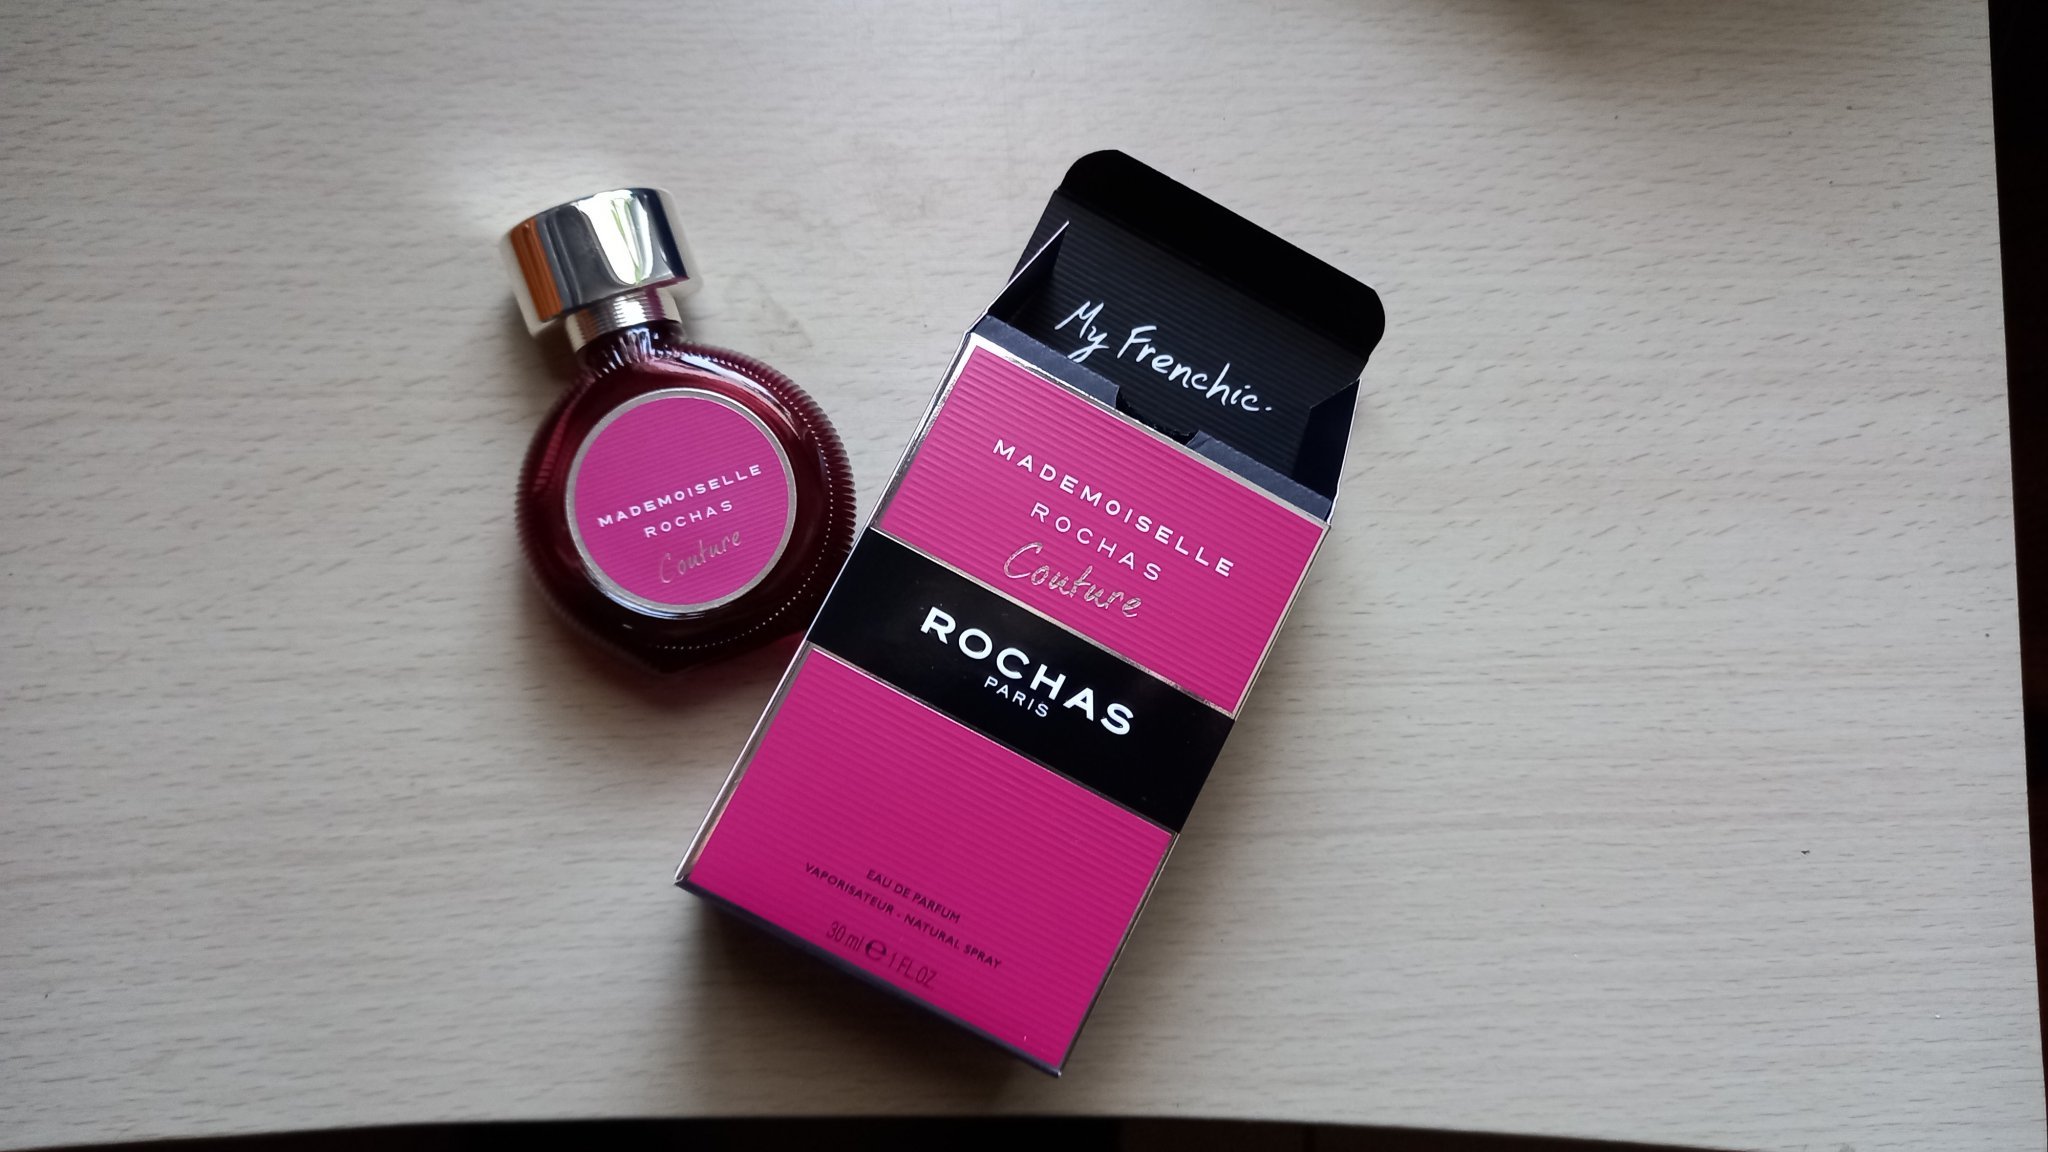 MADEMOISELLE
ROCHAS
Couture
My Frenchic.
MADEMOISELLE
ROCHAS
Couture
ROCHAS
PARIS
EAU DE PARFUM
VAPORISATEUR - NATURAL SPRAY
30 ml ℮ 1 FL.OZ.